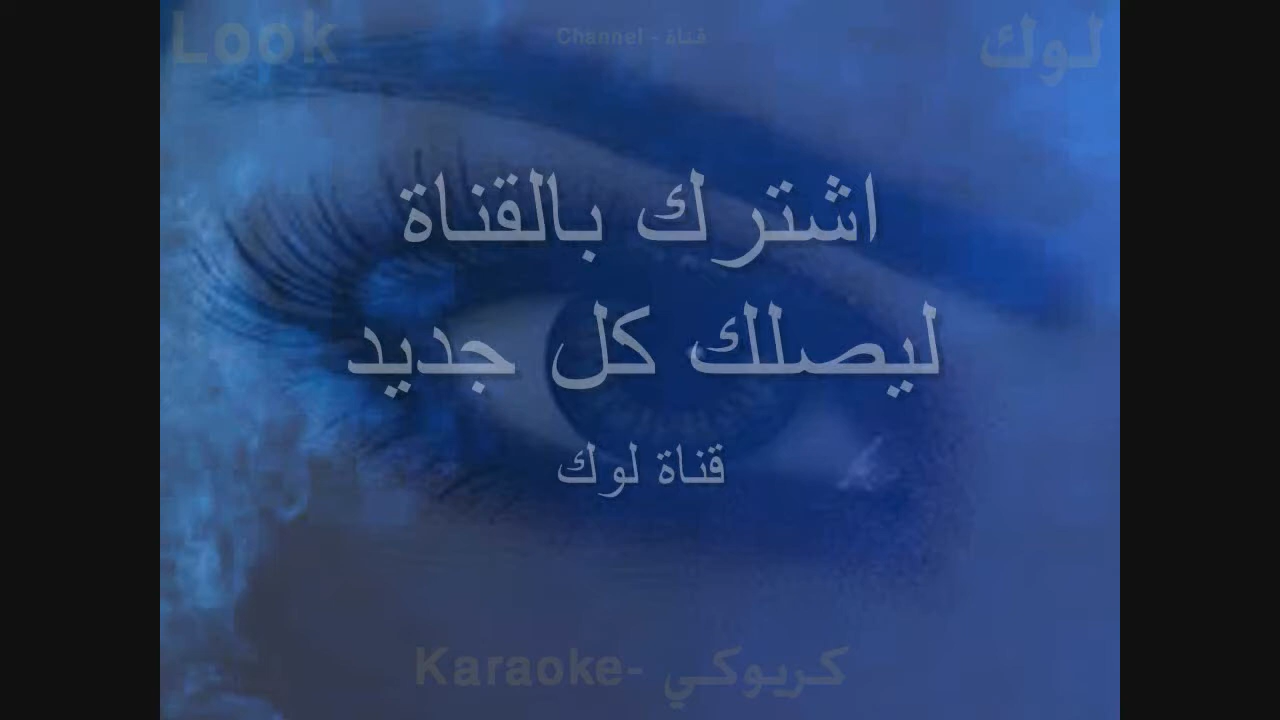 Look
Channel - قناة
لوك
اشترك بالقناة
ليصلك كل جديد
قناة لوك
Karaoke- كريوكي